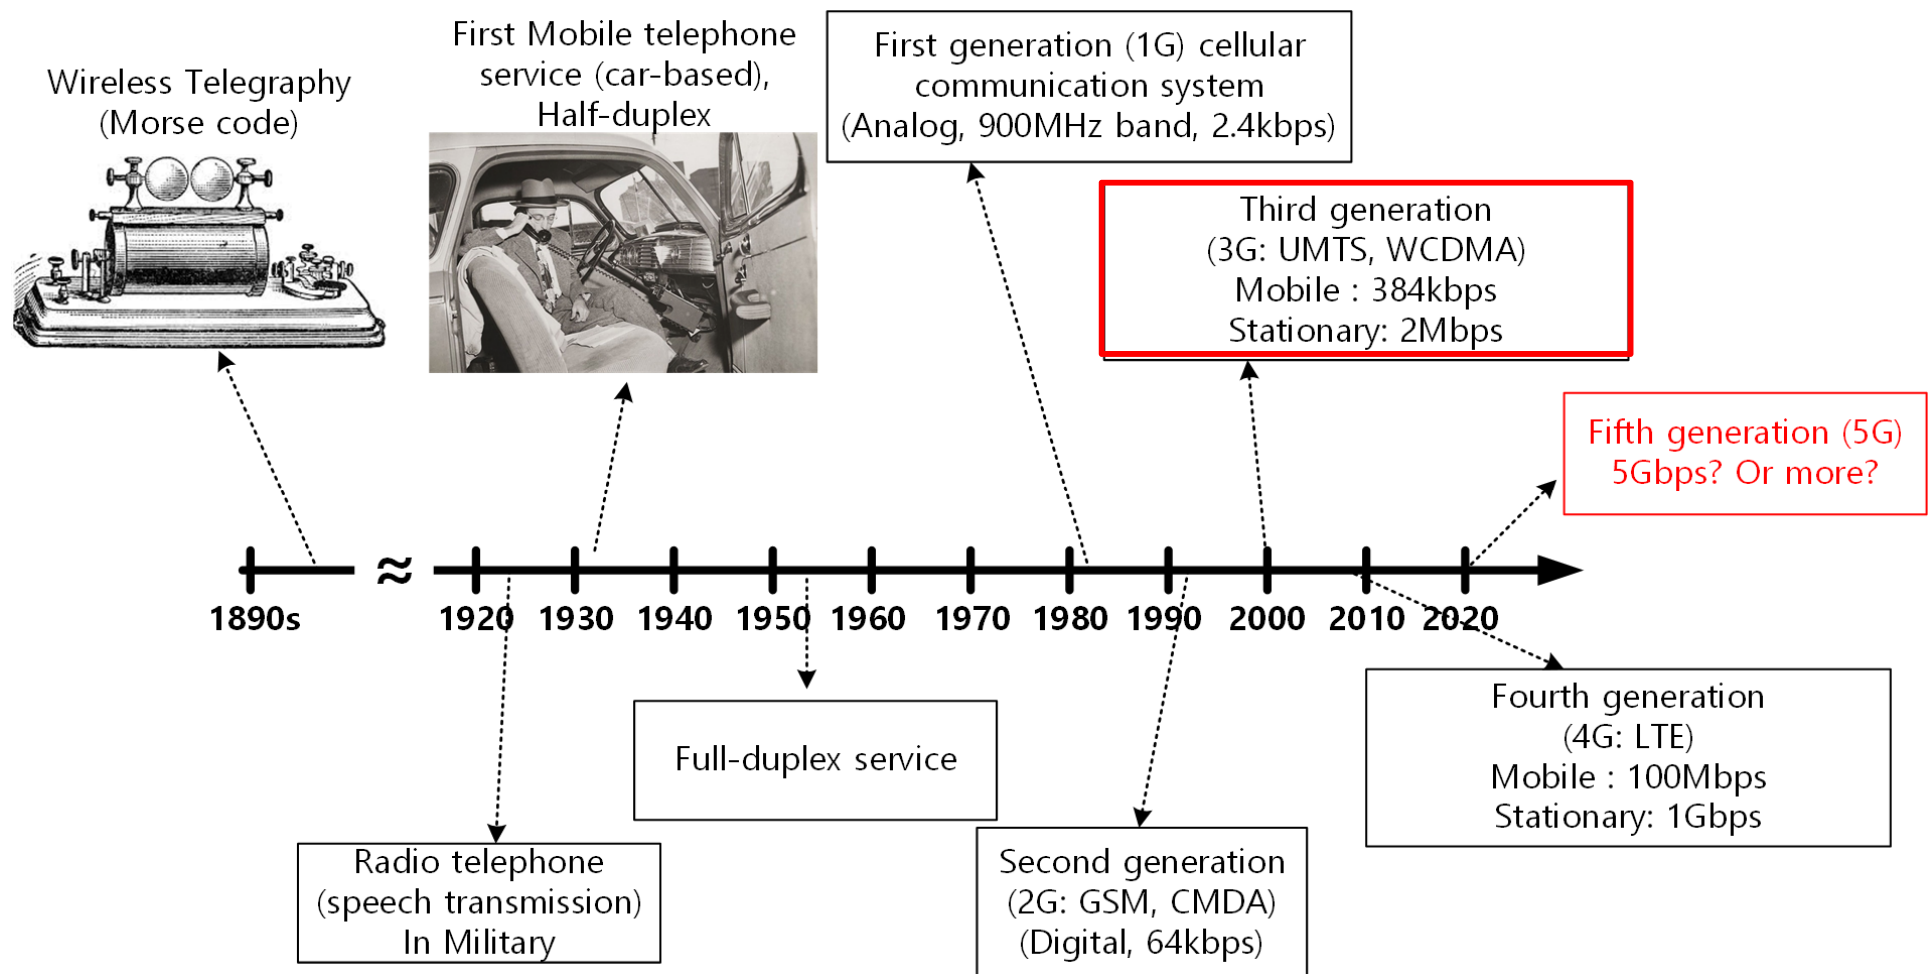 Wireless Telegraphy
(Morse code)
First Mobile telephone
service (car-based),
Half-duplex
First generation (1G) cellular
communication system
(Analog, 900MHz band, 2.4kbps)
Third generation
(3G: UMTS, WCDMA)
Mobile : 384kbps
Stationary: 2Mbps
Fifth generation (5G)
5Gbps? Or more?
≈
1890s 1920 1930 1940 1950 1960 1970 1980 1990 2000 2010 2020
Full-duplex service
Fourth generation
(4G: LTE)
Mobile : 100Mbps
Stationary: 1Gbps
Radio telephone
(speech transmission)
In Military
Second generation
(2G: GSM, CMDA)
(Digital, 64kbps)